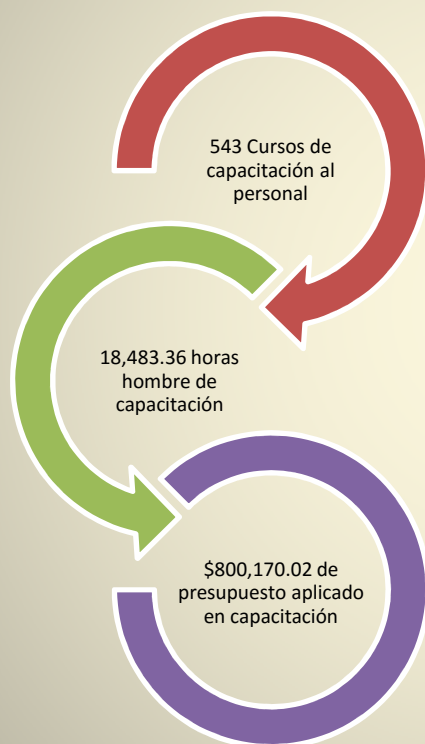 543 Cursos de
capacitación al
personal
18,483.36 horas
hombre de
capacitación
$800,170.02 de
presupuesto aplicado
en capacitación